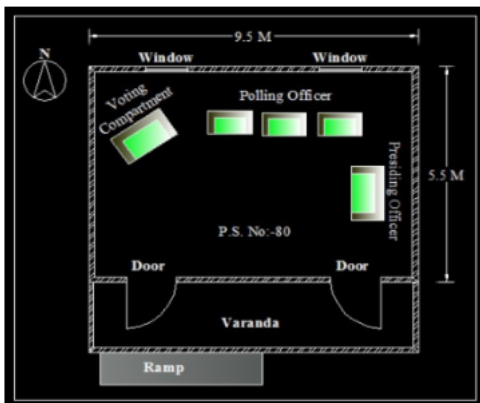 9.5 M
N
Window
Window
Voting
Compartment
Polling Officer
Presiding Officer
5.5 M
P.S. No:-80
Door
Door
Varanda
Ramp